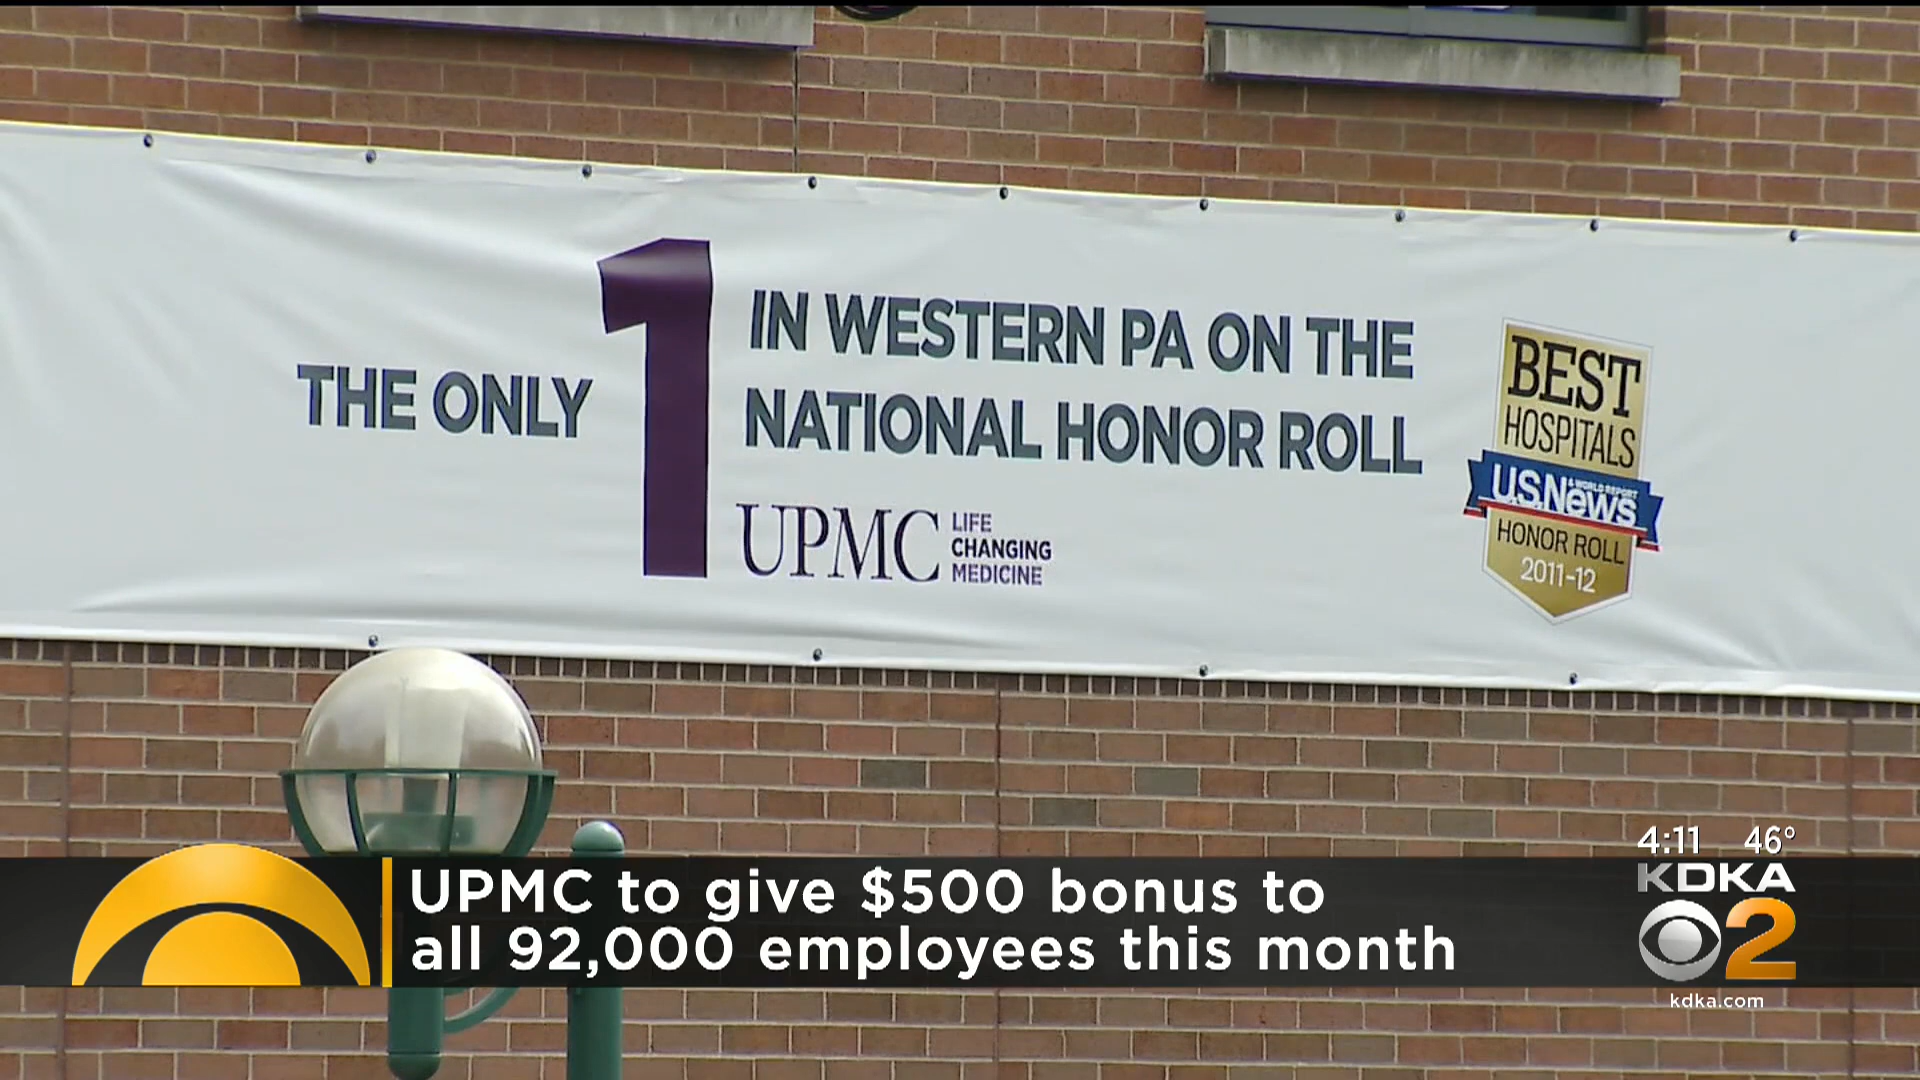 THE ONLY 1 IN WESTERN PA ON THE
NATIONAL HONOR ROLL
UPMC LIFE
CHANGING
MEDICINE
BEST
HOSPITALS
U.S.News
& WORLD REPORT
HONOR ROLL
2011-12
4:11 46°
KDKA
2
kdka.com
UPMC to give $500 bonus to
all 92,000 employees this month